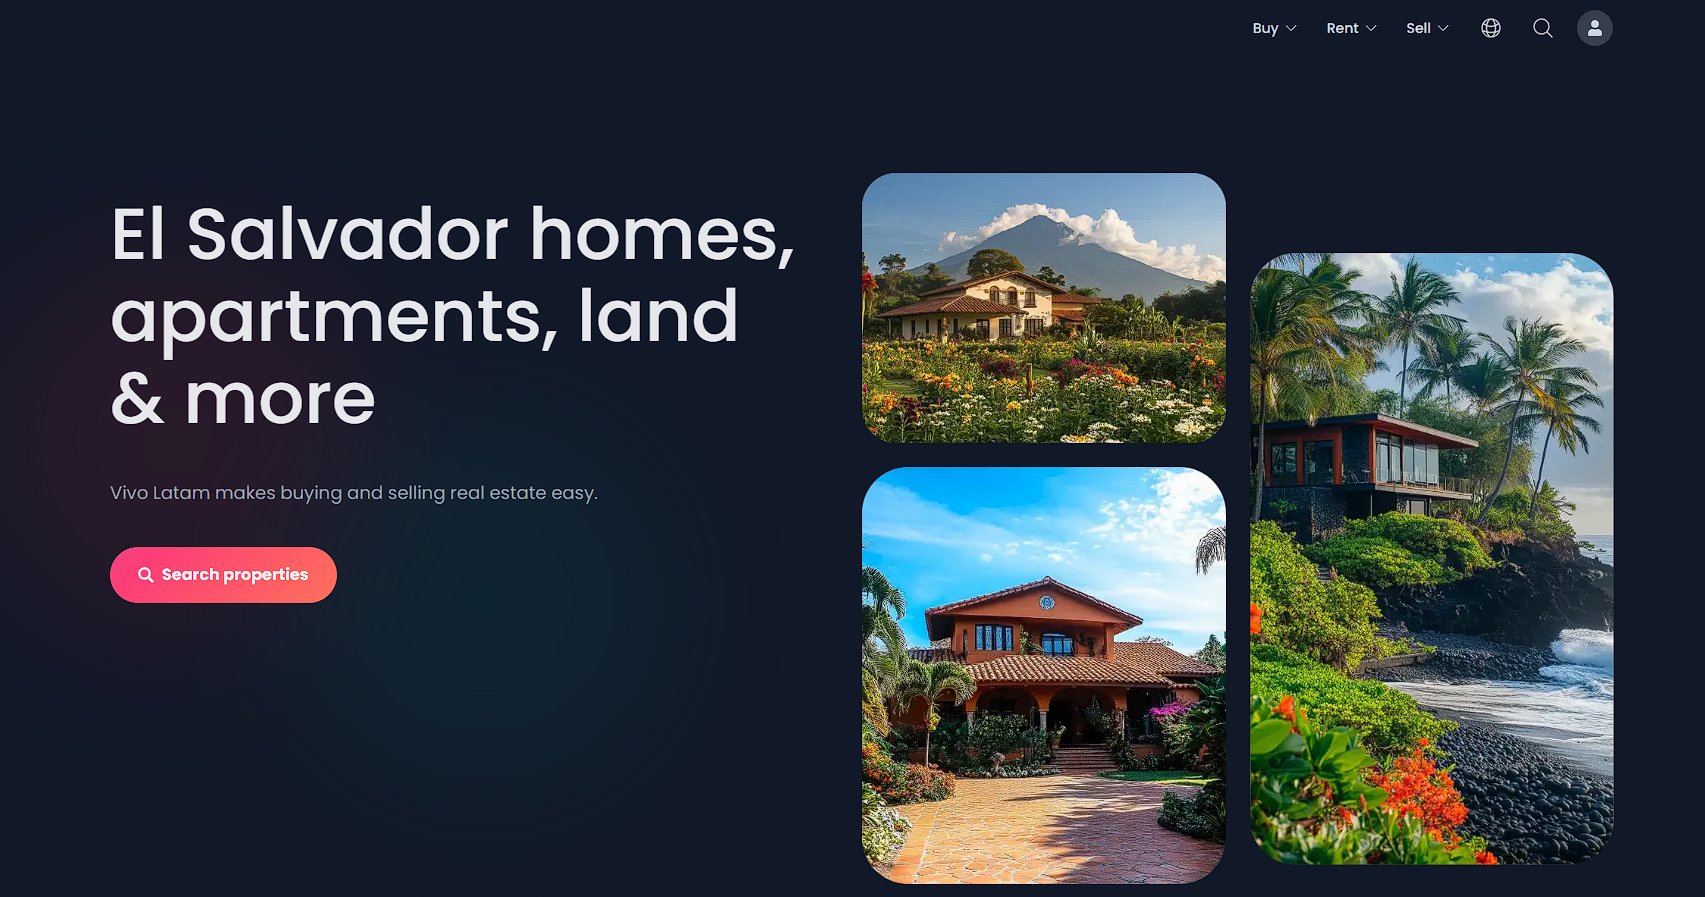 Buy
Rent
Sell
El Salvador homes,
apartments, land
& more
Vivo Latam makes buying and selling real estate easy.
Search properties